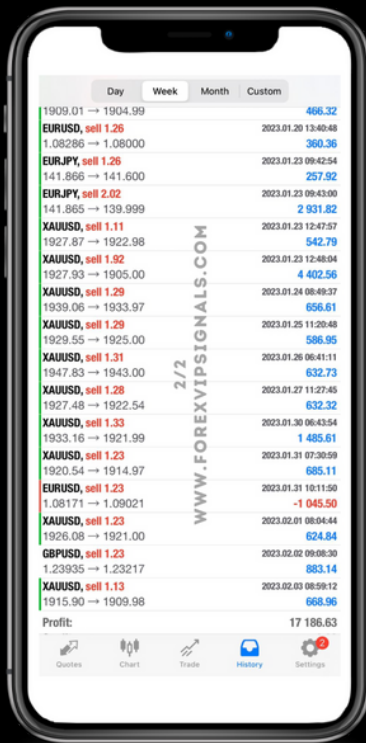 Day Week Month Custom
1909.01 → 1904.99 466.32
EURUSD, sell 1.26 2023.01.20 13:40:48
1.08286 → 1.08000 360.36
EURJPY, sell 1.26 2023.01.23 09:42:54
141.866 → 141.600 257.92
EURJPY, sell 2.02 2023.01.23 09:43:00
141.865 → 139.999 2 931.82
XAUUSD, sell 1.11 2023.01.23 12:47:57
1927.87 → 1922.98 542.79
XAUUSD, sell 1.92 2023.01.23 12:48:04
1927.93 → 1905.00 4 402.56
XAUUSD, sell 1.29 2023.01.24 08:49:37
1939.06 → 1933.97 656.61
XAUUSD, sell 1.29 2023.01.25 11:20:48
1929.55 → 1925.00 586.95
XAUUSD, sell 1.31 2023.01.26 06:41:11
1947.83 → 1943.00 632.73
XAUUSD, sell 1.28 2023.01.27 11:27:45
1927.48 → 1922.54 632.32
XAUUSD, sell 1.33 2023.01.30 06:43:54
1933.16 → 1921.99 1 485.61
XAUUSD, sell 1.23 2023.01.31 07:30:59
1920.54 → 1914.97 685.11
EURUSD, sell 1.23 2023.01.31 10:11:50
1.08171 → 1.09021 -1 045.50
XAUUSD, sell 1.23 2023.02.01 08:04:44
1926.08 → 1921.00 624.84
GBPUSD, sell 1.23 2023.02.02 09:08:30
1.23935 → 1.23217 883.14
XAUUSD, sell 1.13 2023.02.03 08:59:12
1915.90 → 1909.98 668.96
Profit: 17 186.63
2
Quotes Chart Trade History Settings
2/2
WWW.FOREXVIPSIGNALS.COM